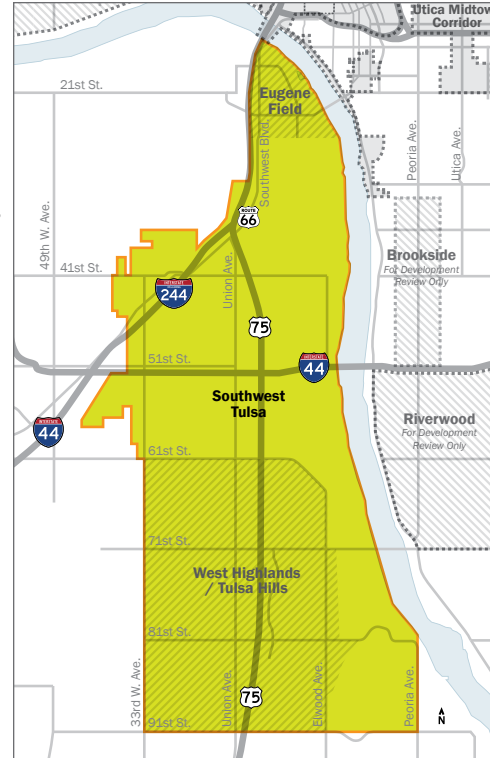 Utica Midtow
Corridor
21st St.
Eugene
Field
Southwest Blvd.
Peoria Ave.
Utica Ave.
49th W. Ave.
ROUTE
66
Brookside
For Development
Review Only
41st St.
Union Ave.
INTERSTATE
244
75
51st St.
INTERSTATE
44
Southwest
Tulsa
INTERSTATE
44
Riverwood
For Development
Review Only
61st St.
71st St.
West Highlands
/ Tulsa Hills
81st St.
33rd W. Ave.
Union Ave.
75
Elwood Ave.
Peoria Ave.
N
91st St.